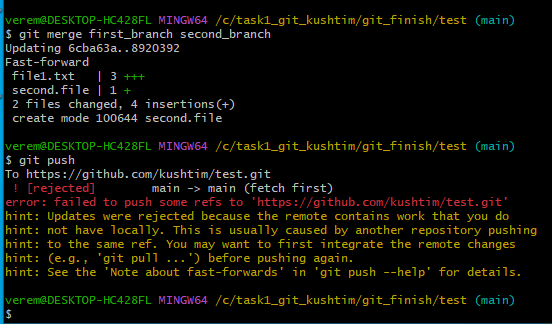 verem@DESKTOP-HC428FL MINGW64 /c/task1_git_kushtim/git_finish/test (main)
$ git merge first_branch second_branch
Updating 6cba63a..8920392
Fast-forward
 file1.txt   | 3 +++
 second.file | 1 +
 2 files changed, 4 insertions(+)
 create mode 100644 second.file
verem@DESKTOP-HC428FL MINGW64 /c/task1_git_kushtim/git_finish/test (main)
$ git push
To https://github.com/kushtim/test.git
 ! [rejected]        main -> main (fetch first)
error: failed to push some refs to 'https://github.com/kushtim/test.git'
hint: Updates were rejected because the remote contains work that you do
hint: not have locally. This is usually caused by another repository pushing
hint: to the same ref. You may want to first integrate the remote changes
hint: (e.g., 'git pull ...') before pushing again.
hint: See the 'Note about fast-forwards' in 'git push --help' for details.
verem@DESKTOP-HC428FL MINGW64 /c/task1_git_kushtim/git_finish/test (main)
$